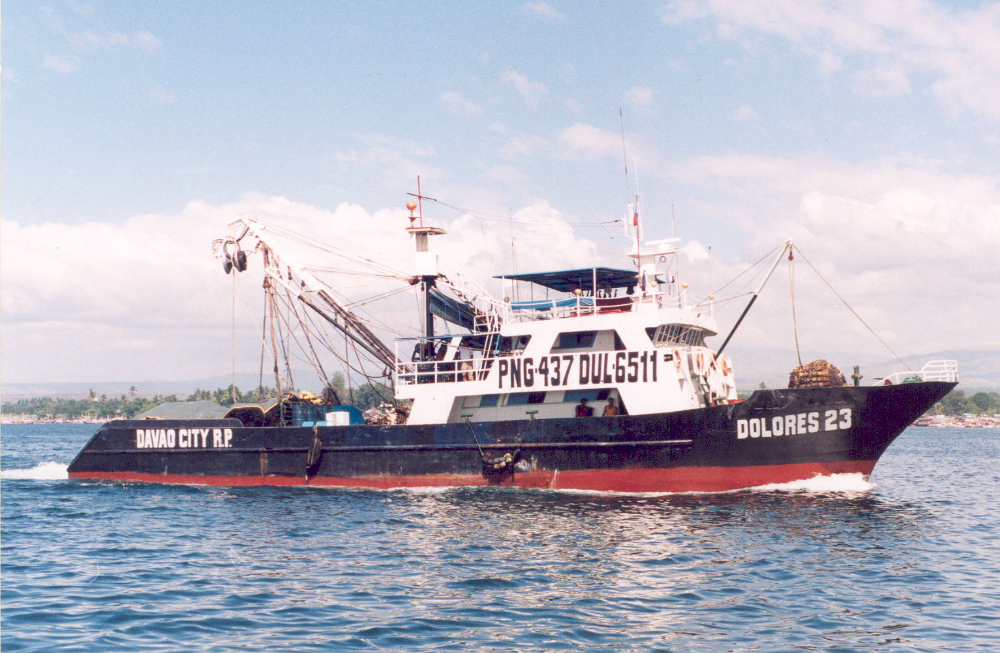 PNG-437 DUL-6511
DOLORES 23
DAVAO CITY R.P.